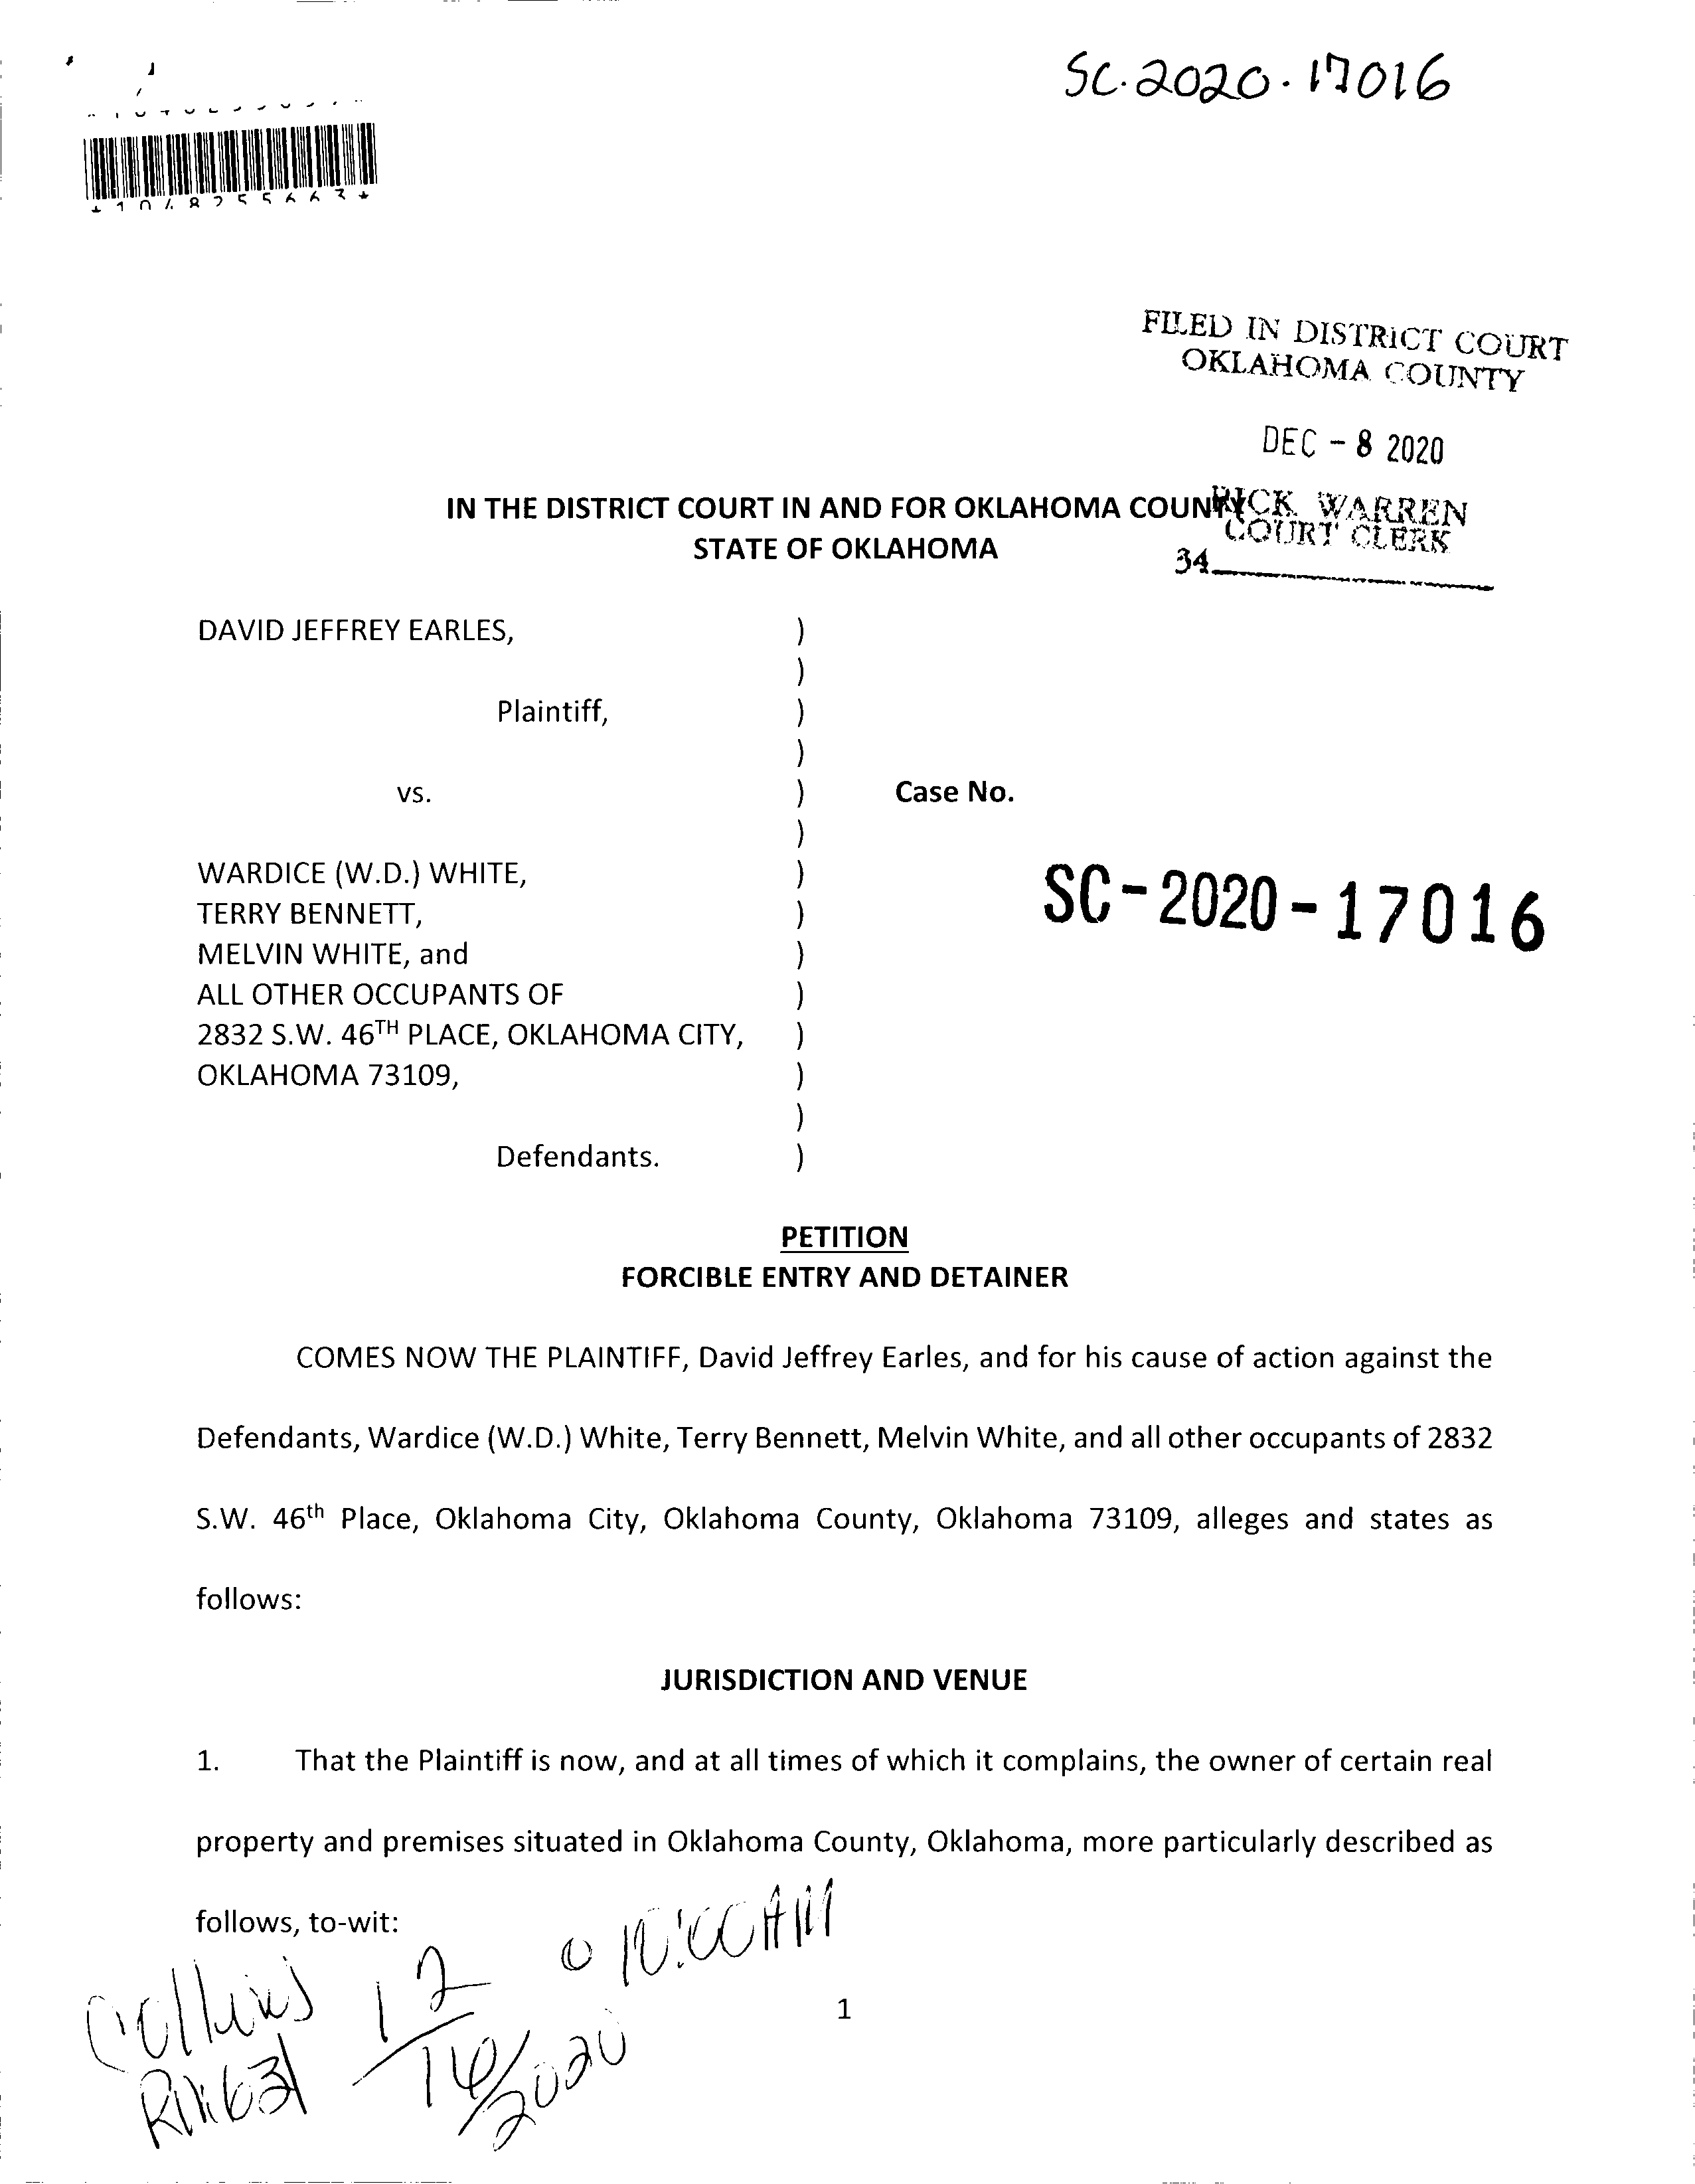 SC.2020.17016
*1048255663*
FILED IN DISTRICT COURT
OKLAHOMA COUNTY
DEC - 8 2020
RICK WARREN
COURT CLERK
34
IN THE DISTRICT COURT IN AND FOR OKLAHOMA COUNTY
STATE OF OKLAHOMA
DAVID JEFFREY EARLES, )
)
Plaintiff, )
)
vs. ) Case No.
)
WARDICE (W.D.) WHITE, )
SC-2020-17016
TERRY BENNETT, )
MELVIN WHITE, and )
ALL OTHER OCCUPANTS OF )
2832 S.W. 46TH PLACE, OKLAHOMA CITY, )
OKLAHOMA 73109, )
)
Defendants. )
PETITION
FORCIBLE ENTRY AND DETAINER
COMES NOW THE PLAINTIFF, David Jeffrey Earles, and for his cause of action against the
Defendants, Wardice (W.D.) White, Terry Bennett, Melvin White, and all other occupants of 2832
S.W. 46th Place, Oklahoma City, Oklahoma County, Oklahoma 73109, alleges and states as
follows:
JURISDICTION AND VENUE
1. That the Plaintiff is now, and at all times of which it complains, the owner of certain real
property and premises situated in Oklahoma County, Oklahoma, more particularly described as
follows, to-wit:
@ 10:00AM
Collins 12/16/2020
1